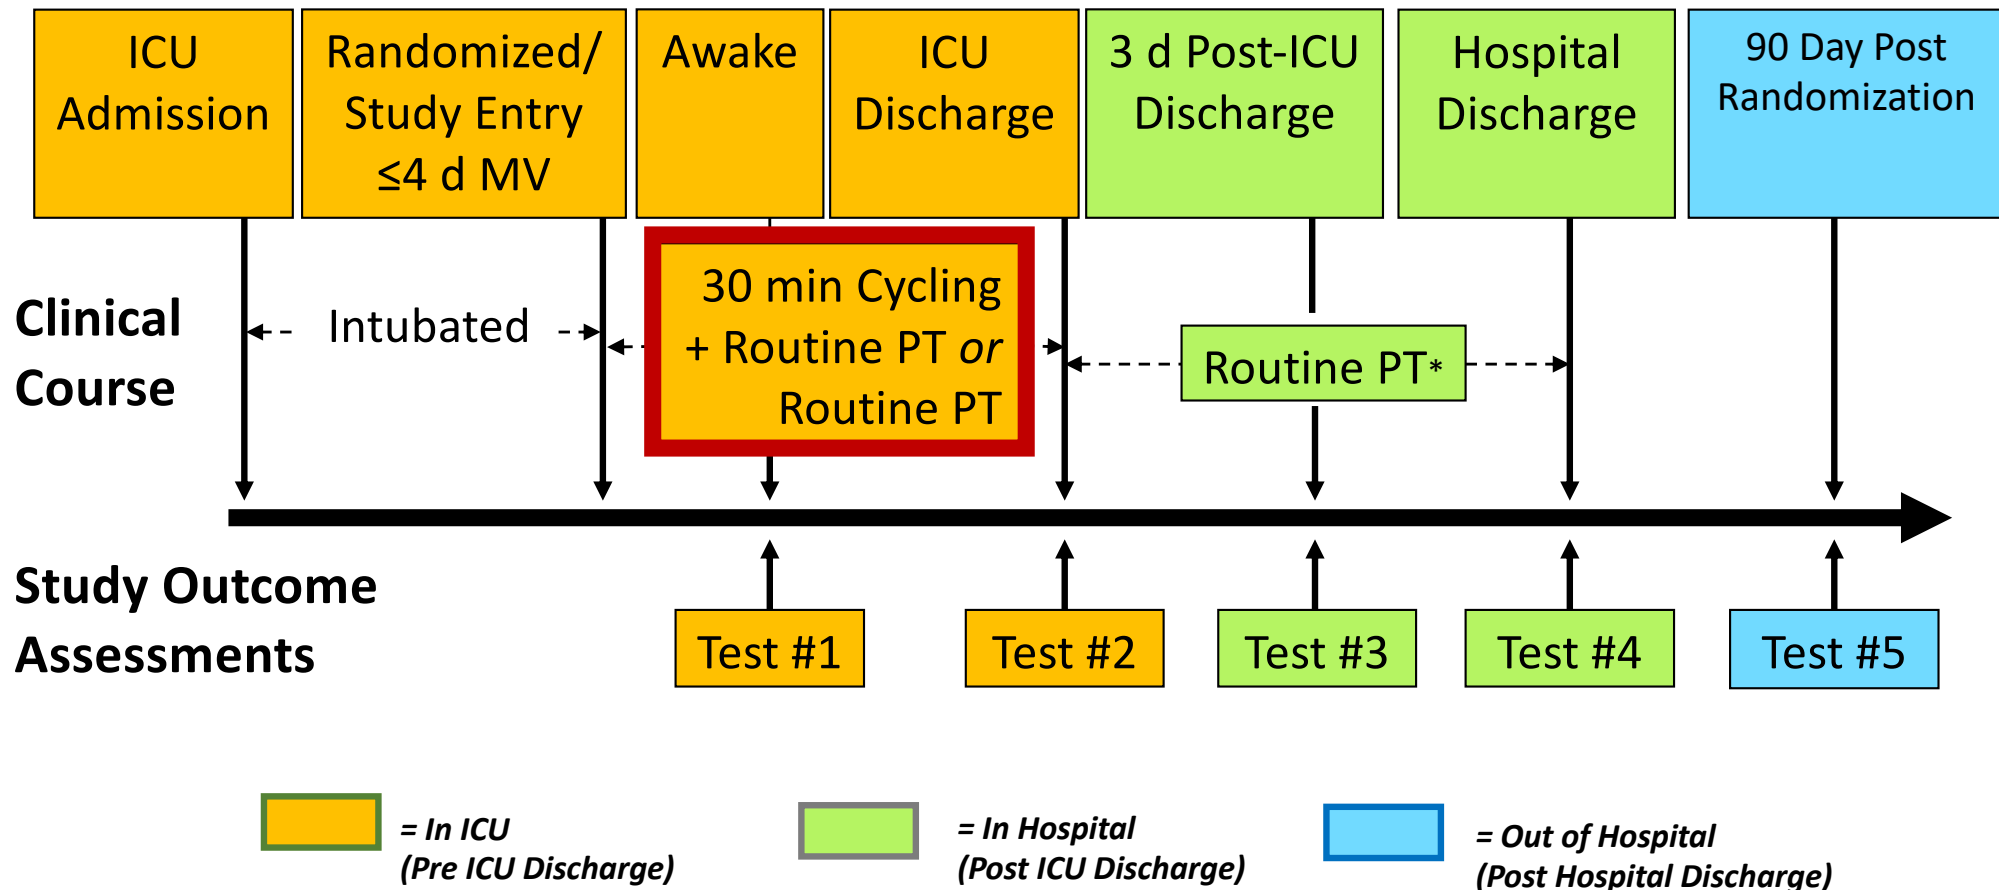 ICU
Admission
Randomized/
Study Entry
≤4 d MV
Awake
ICU
Discharge
3 d Post-ICU
Discharge
Hospital
Discharge
90 Day Post
Randomization
Clinical
Course
Intubated
30 min Cycling
+ Routine PT or
Routine PT
Routine PT*
Study Outcome
Assessments
Test #1
Test #2
Test #3
Test #4
Test #5
= In ICU
(Pre ICU Discharge)
= In Hospital
(Post ICU Discharge)
= Out of Hospital
(Post Hospital Discharge)